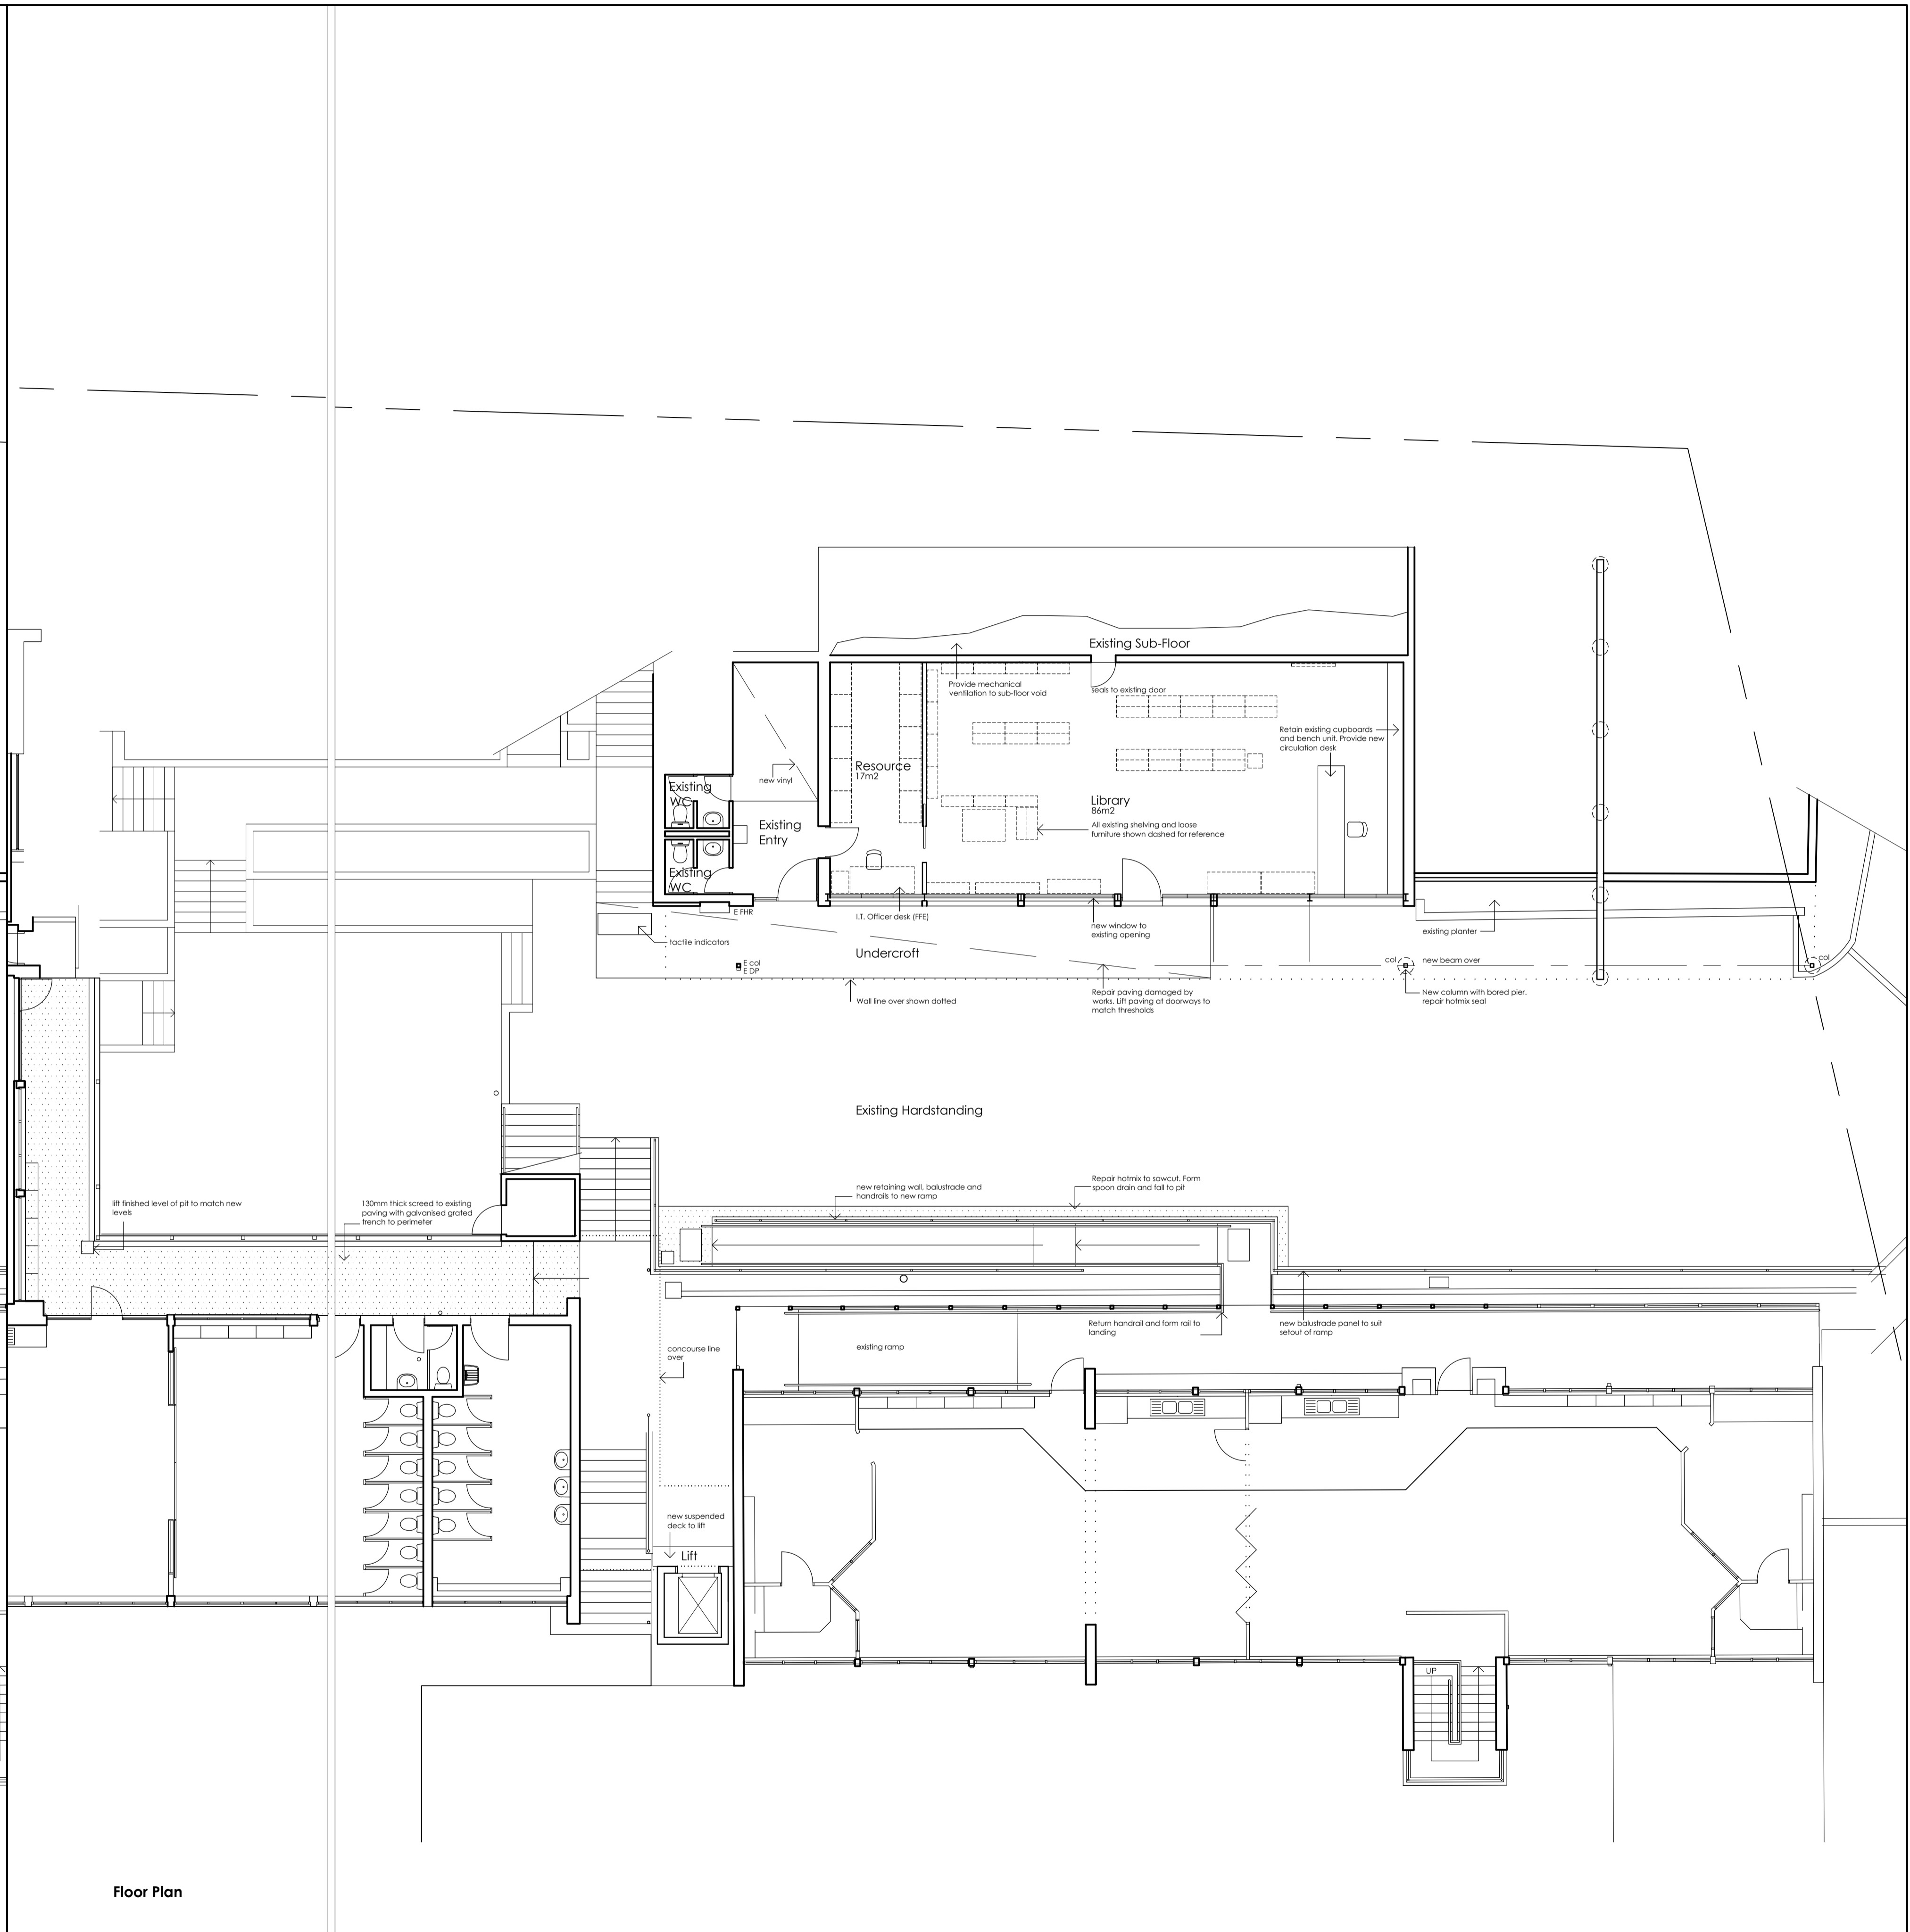 Existing Sub-Floor
Provide mechanical
ventilation to sub-floor void
seals to existing door
Retain existing cupboards
and bench unit. Provide new
circulation desk
new vinyl
Resource
17m2
Existing
WC
Library
86m2
All existing shelving and loose
furniture shown dashed for reference
Existing
Entry
Existing
WC
E FHR
I.T. Officer desk (FFE)
new window to
existing opening
existing planter
tactile indicators
Undercroft
E col
E DP
col
new beam over
col
Wall line over shown dotted
Repair paving damaged by
works. Lift paving at doorways to
match thresholds
New column with bored pier.
repair hotmix seal
Existing Hardstanding
lift finished level of pit to match new
levels
130mm thick screed to existing
paving with galvanised grated
trench to perimeter
new retaining wall, balustrade and
handrails to new ramp
Repair hotmix to sawcut. Form
spoon drain and fall to pit
Return handrail and form rail to
landing
new balustrade panel to suit
setout of ramp
concourse line
over
existing ramp
new suspended
deck to lift
Lift
UP
Floor Plan